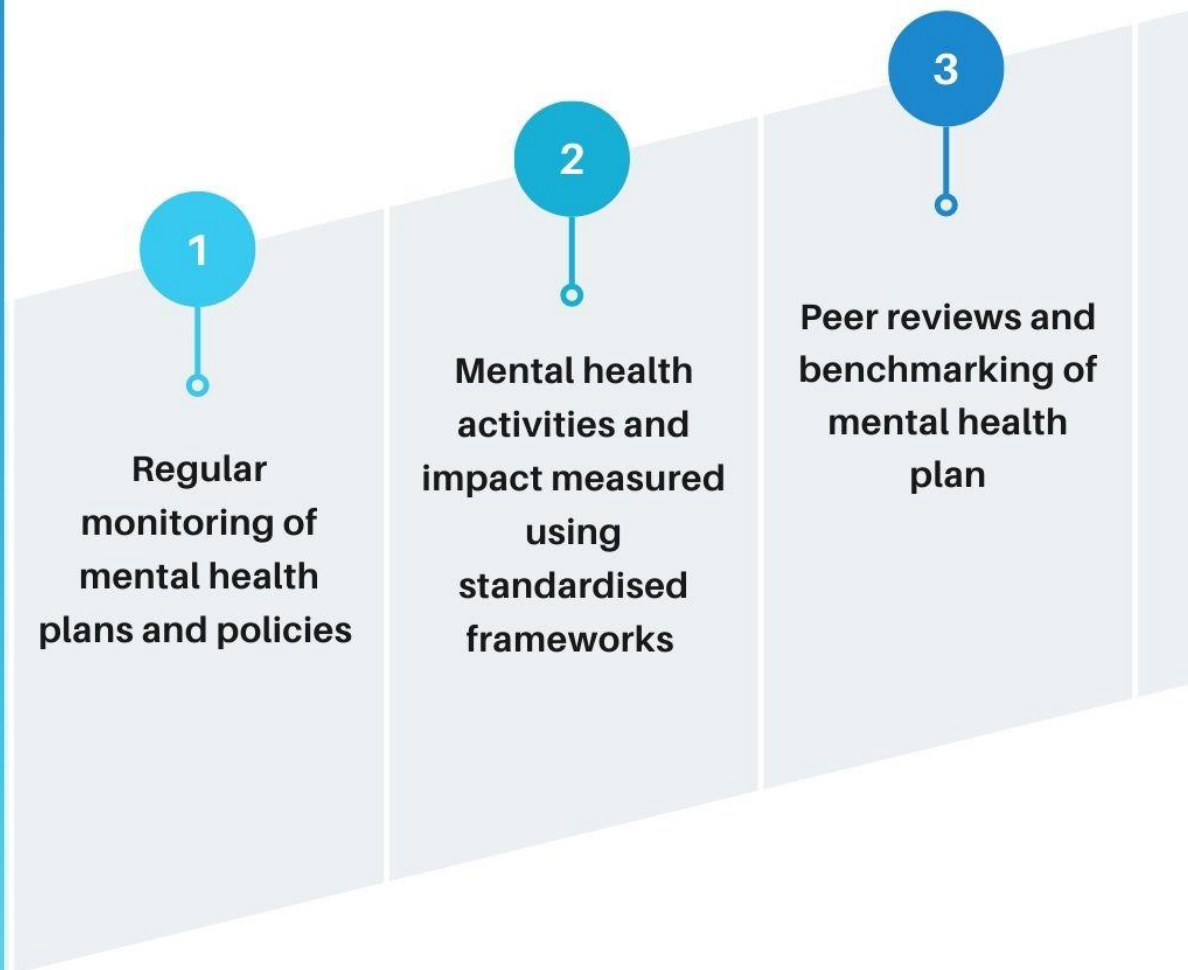 1
Regular
monitoring of
mental health
plans and policies
2
Mental health
activities and
impact measured
using
standardised
frameworks
3
Peer reviews and
benchmarking of
mental health
plan